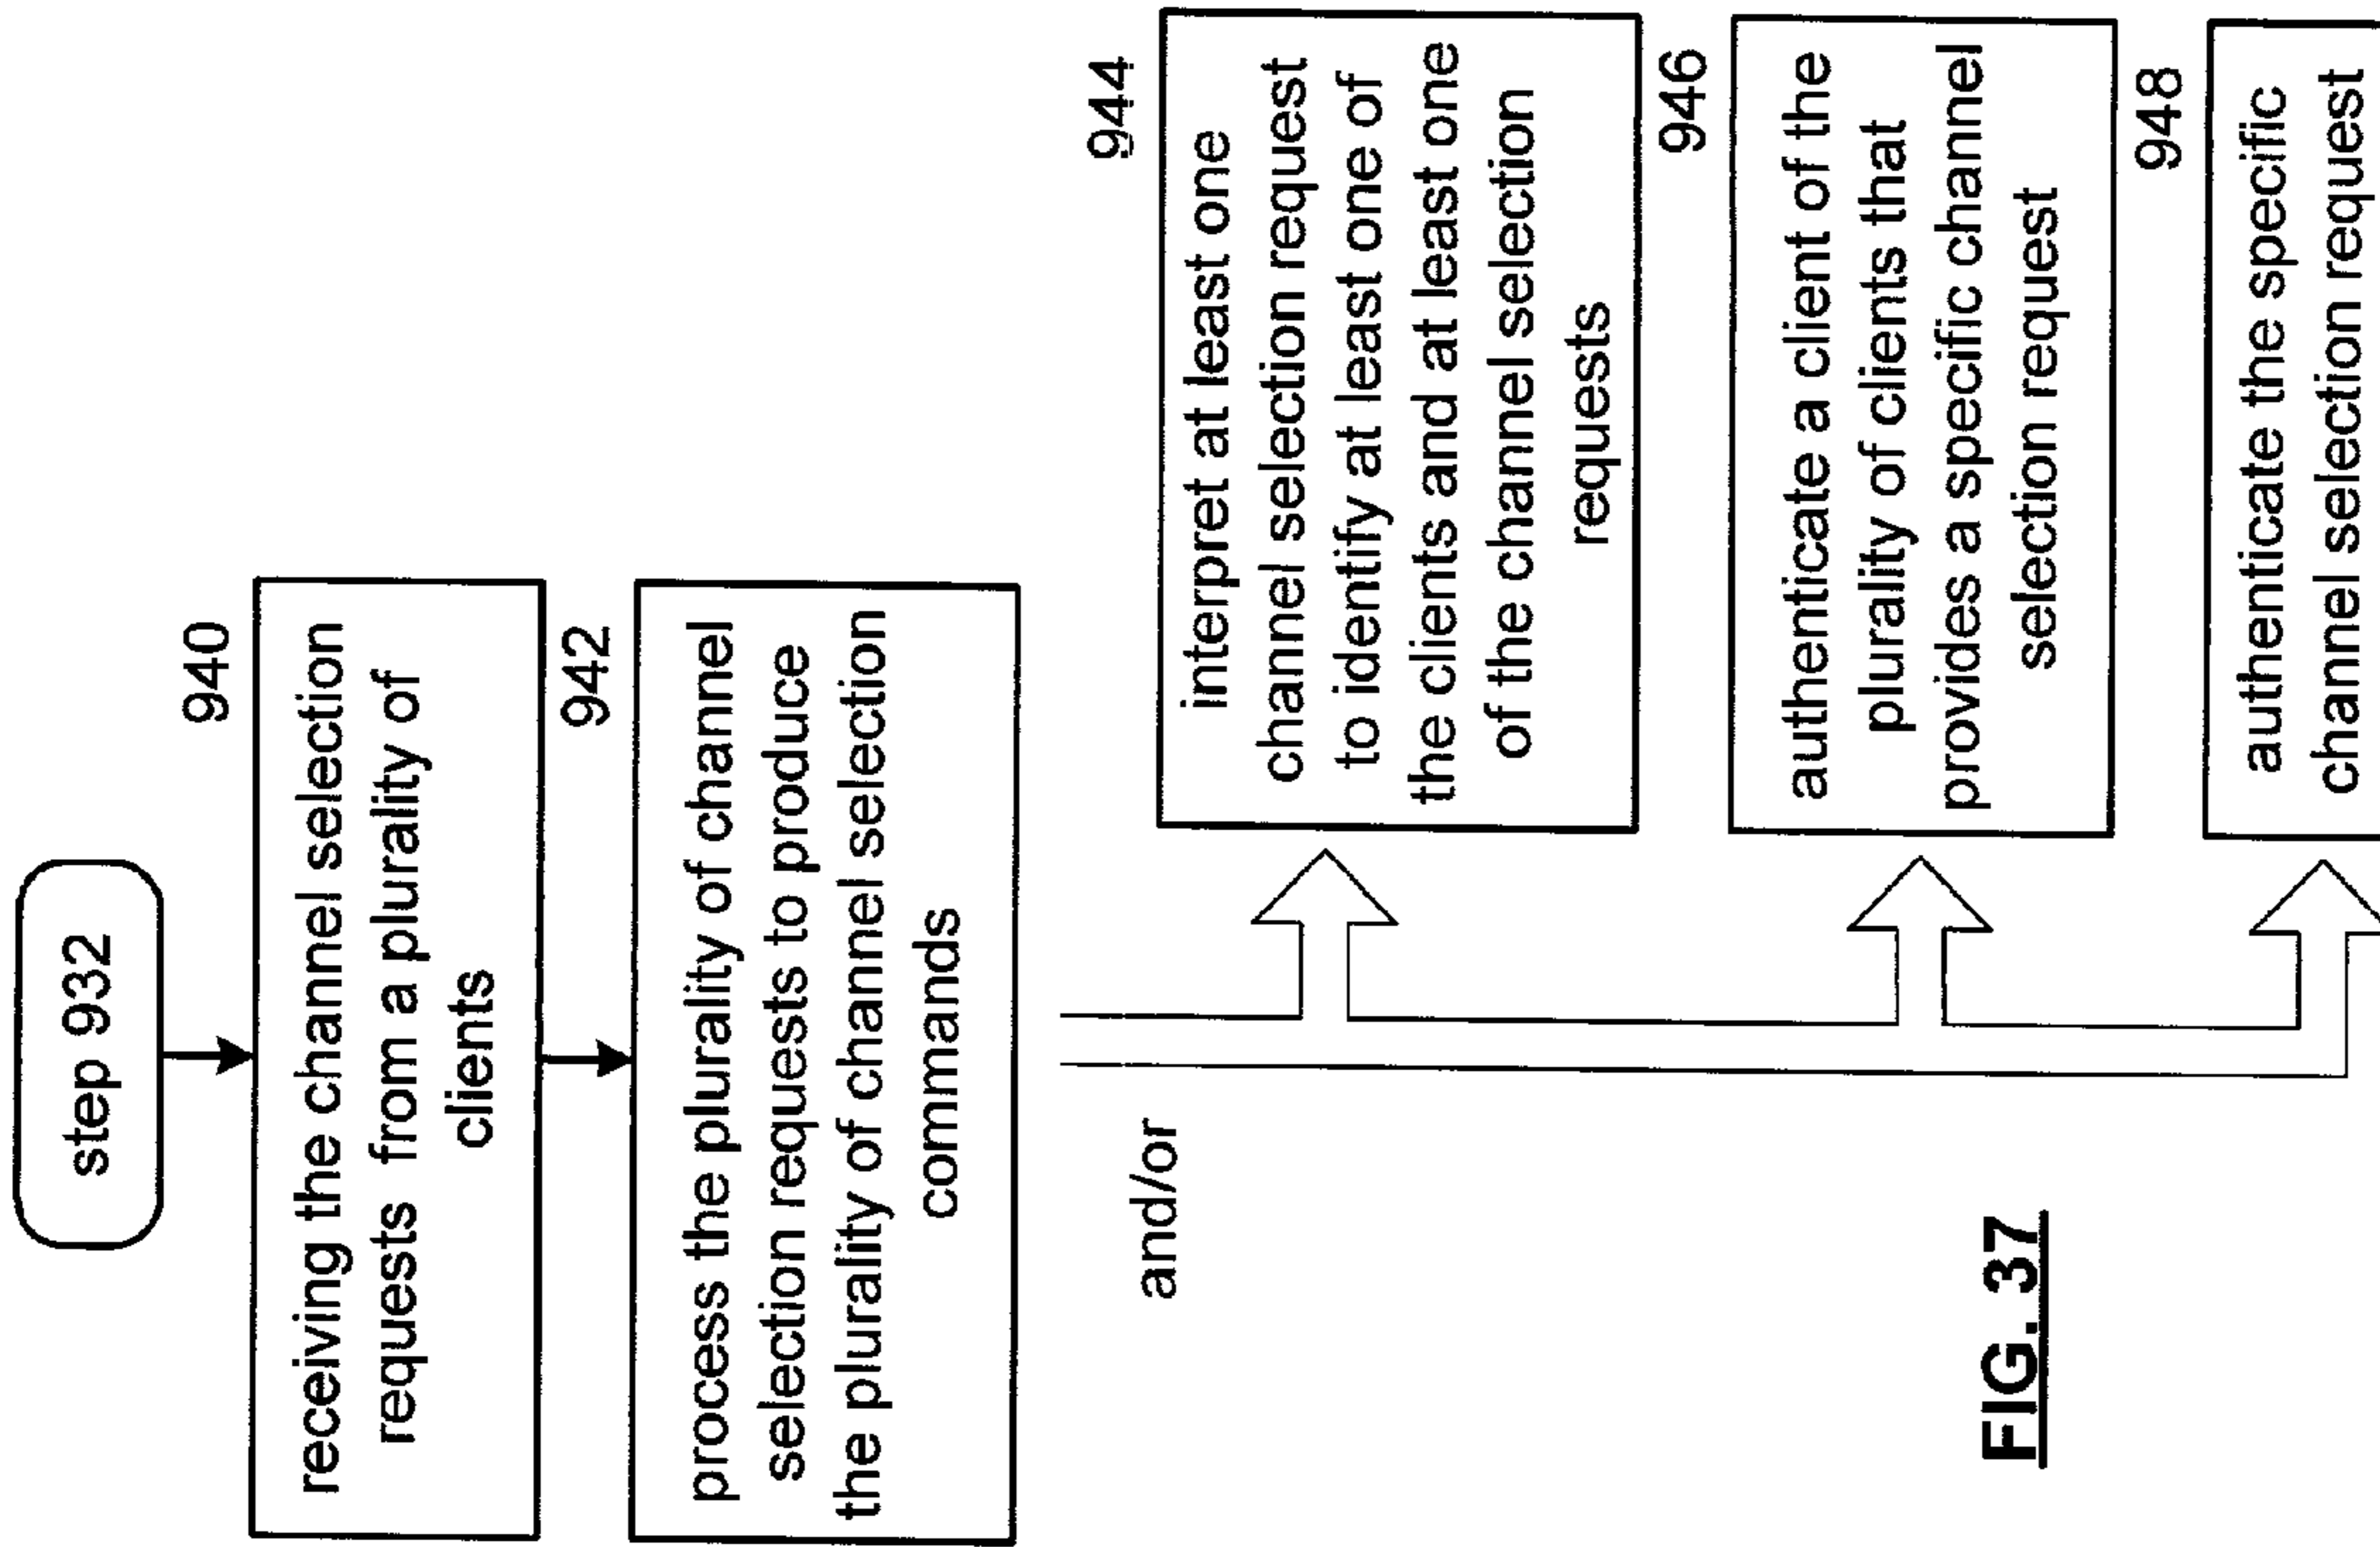 step 932
940
receiving the channel selection
requests from a plurality of
clients
942
process the plurality of channel
selection requests to produce
the plurality of channel selection
commands
and/or
944
interpret at least one
channel selection request
to identify at least one of
the clients and at least one
of the channel selection
requests
946
authenticate a client of the
plurality of clients that
provides a specific channel
selection request
948
authenticate the specific
channel selection request
FIG. 37